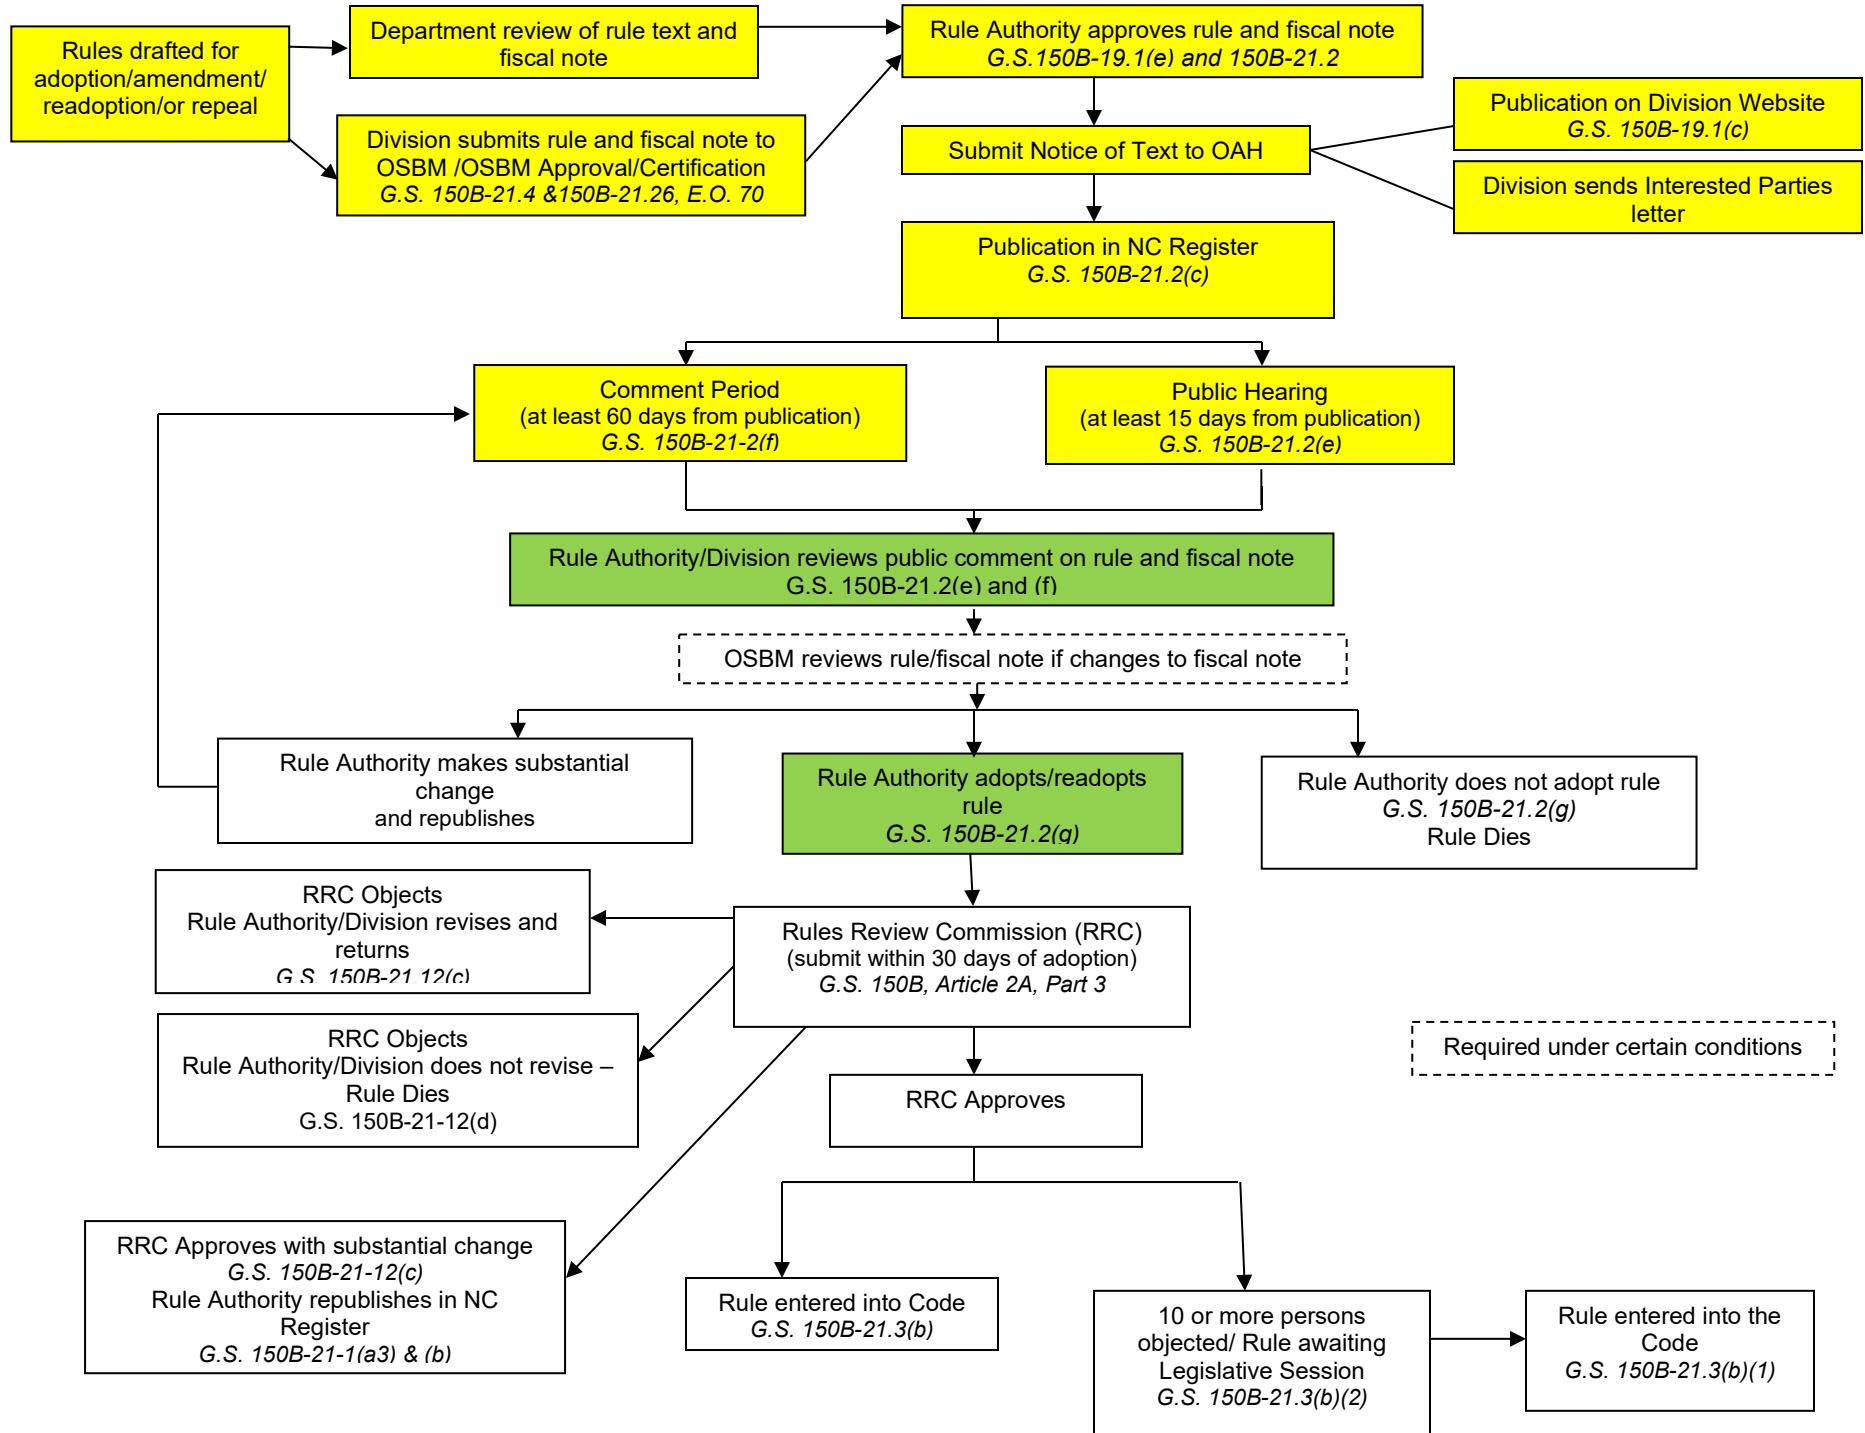 Rules drafted for
adoption/amendment/
readoption/or repeal
Department review of rule text and
fiscal note
Rule Authority approves rule and fiscal note
G.S.150B-19.1(e) and 150B-21.2
Division submits rule and fiscal note to
OSBM /OSBM Approval/Certification
G.S. 150B-21.4 &150B-21.26, E.O. 70
Submit Notice of Text to OAH
Publication on Division Website
G.S. 150B-19.1(c)
Division sends Interested Parties
letter
Publication in NC Register
G.S. 150B-21.2(c)
Comment Period
(at least 60 days from publication)
G.S. 150B-21-2(f)
Public Hearing
(at least 15 days from publication)
G.S. 150B-21.2(e)
Rule Authority/Division reviews public comment on rule and fiscal note
G.S. 150B-21.2(e) and (f)
OSBM reviews rule/fiscal note if changes to fiscal note
Rule Authority makes substantial
change
and republishes
Rule Authority adopts/readopts
rule
G.S. 150B-21.2(g)
Rule Authority does not adopt rule
G.S. 150B-21.2(g)
Rule Dies
RRC Objects
Rule Authority/Division revises and
returns
G.S. 150B-21.12(c)
Rules Review Commission (RRC)
(submit within 30 days of adoption)
G.S. 150B, Article 2A, Part 3
RRC Objects
Rule Authority/Division does not revise –
Rule Dies
G.S. 150B-21-12(d)
Required under certain conditions
RRC Approves
RRC Approves with substantial change
G.S. 150B-21-12(c)
Rule Authority republishes in NC
Register
G.S. 150B-21-1(a3) & (b)
Rule entered into Code
G.S. 150B-21.3(b)
10 or more persons
objected/ Rule awaiting
Legislative Session
G.S. 150B-21.3(b)(2)
Rule entered into the
Code
G.S. 150B-21.3(b)(1)